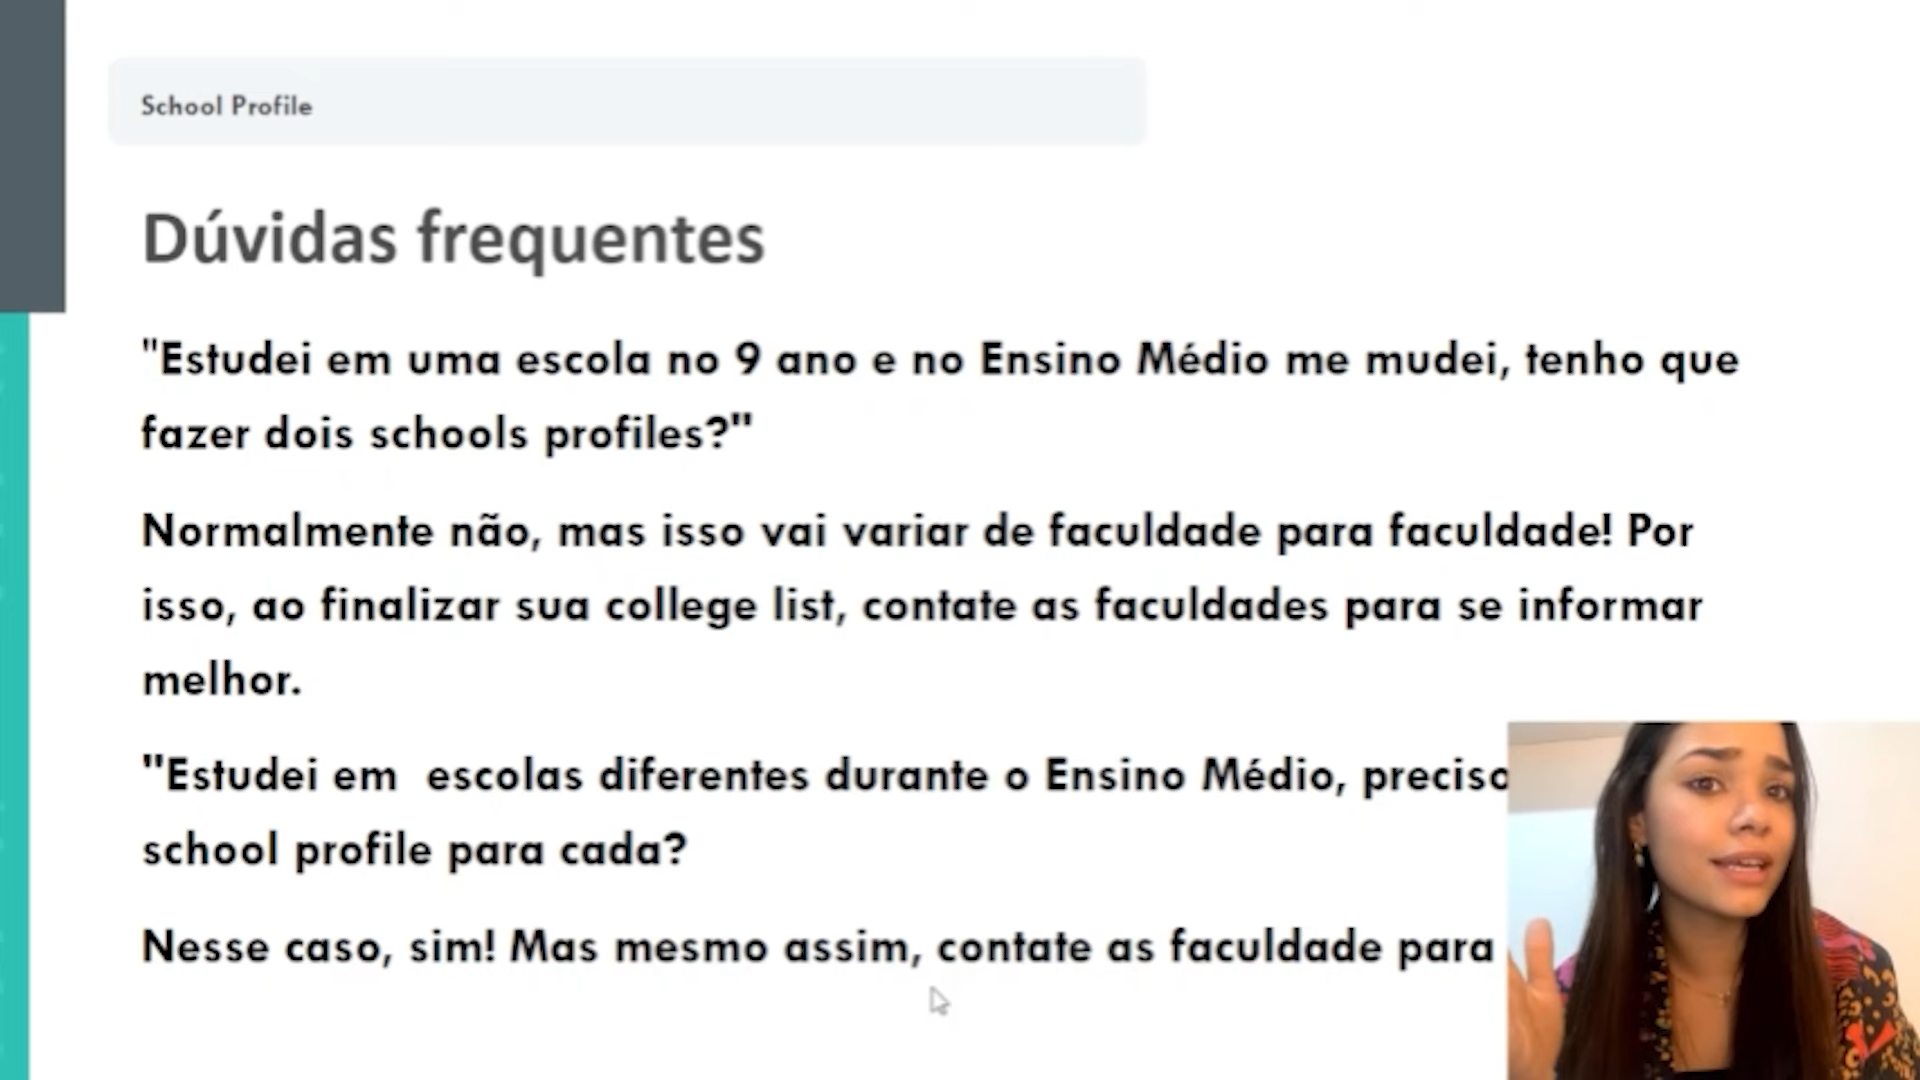 School Profile
Dúvidas frequentes
"Estudei em uma escola no 9 ano e no Ensino Médio me mudei, tenho que
fazer dois schools profiles?"
Normalmente não, mas isso vai variar de faculdade para faculdade! Por
isso, ao finalizar sua college list, contate as faculdades para se informar
melhor.
"Estudei em  escolas diferentes durante o Ensino Médio, preciso
school profile para cada?
Nesse caso, sim! Mas mesmo assim, contate as faculdade para